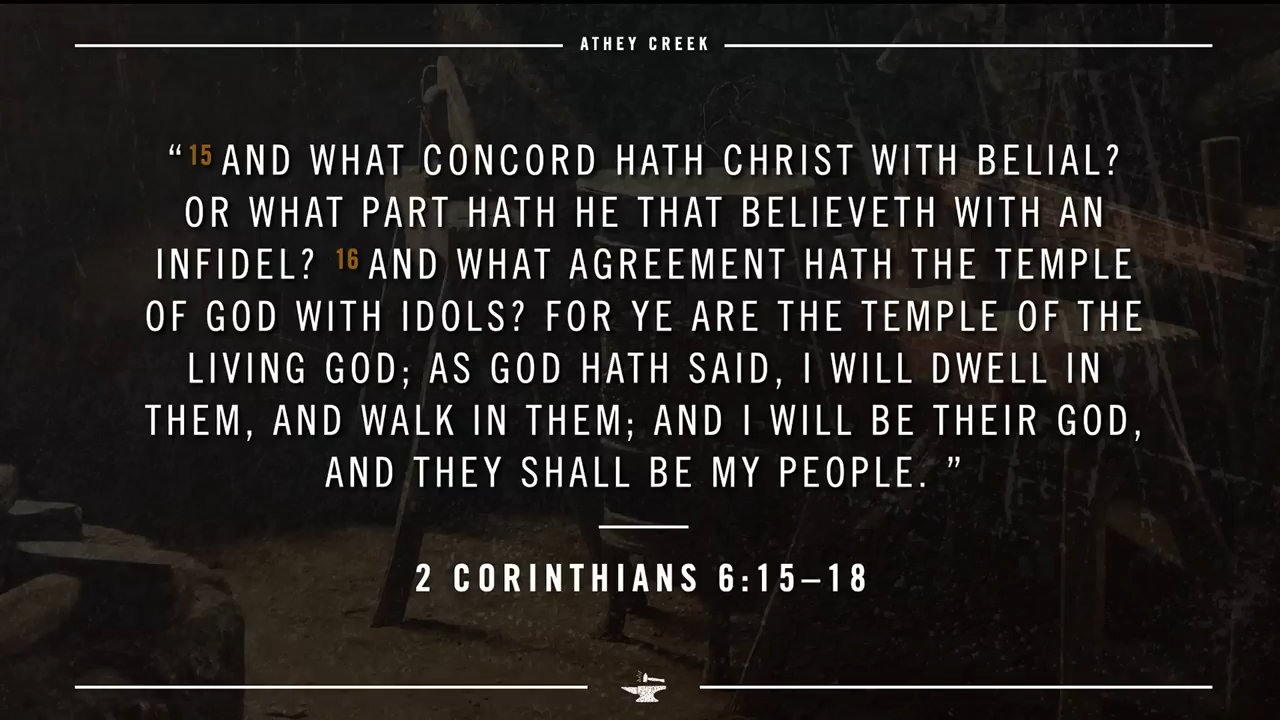 ATHEY CREEK
“15 AND WHAT CONCORD HATH CHRIST WITH BELIAL?
OR WHAT PART HATH HE THAT BELIEVETH WITH AN
INFIDEL? 16 AND WHAT AGREEMENT HATH THE TEMPLE
OF GOD WITH IDOLS? FOR YE ARE THE TEMPLE OF THE
LIVING GOD; AS GOD HATH SAID, I WILL DWELL IN
THEM, AND WALK IN THEM; AND I WILL BE THEIR GOD,
AND THEY SHALL BE MY PEOPLE. ”
2 CORINTHIANS 6:15–18